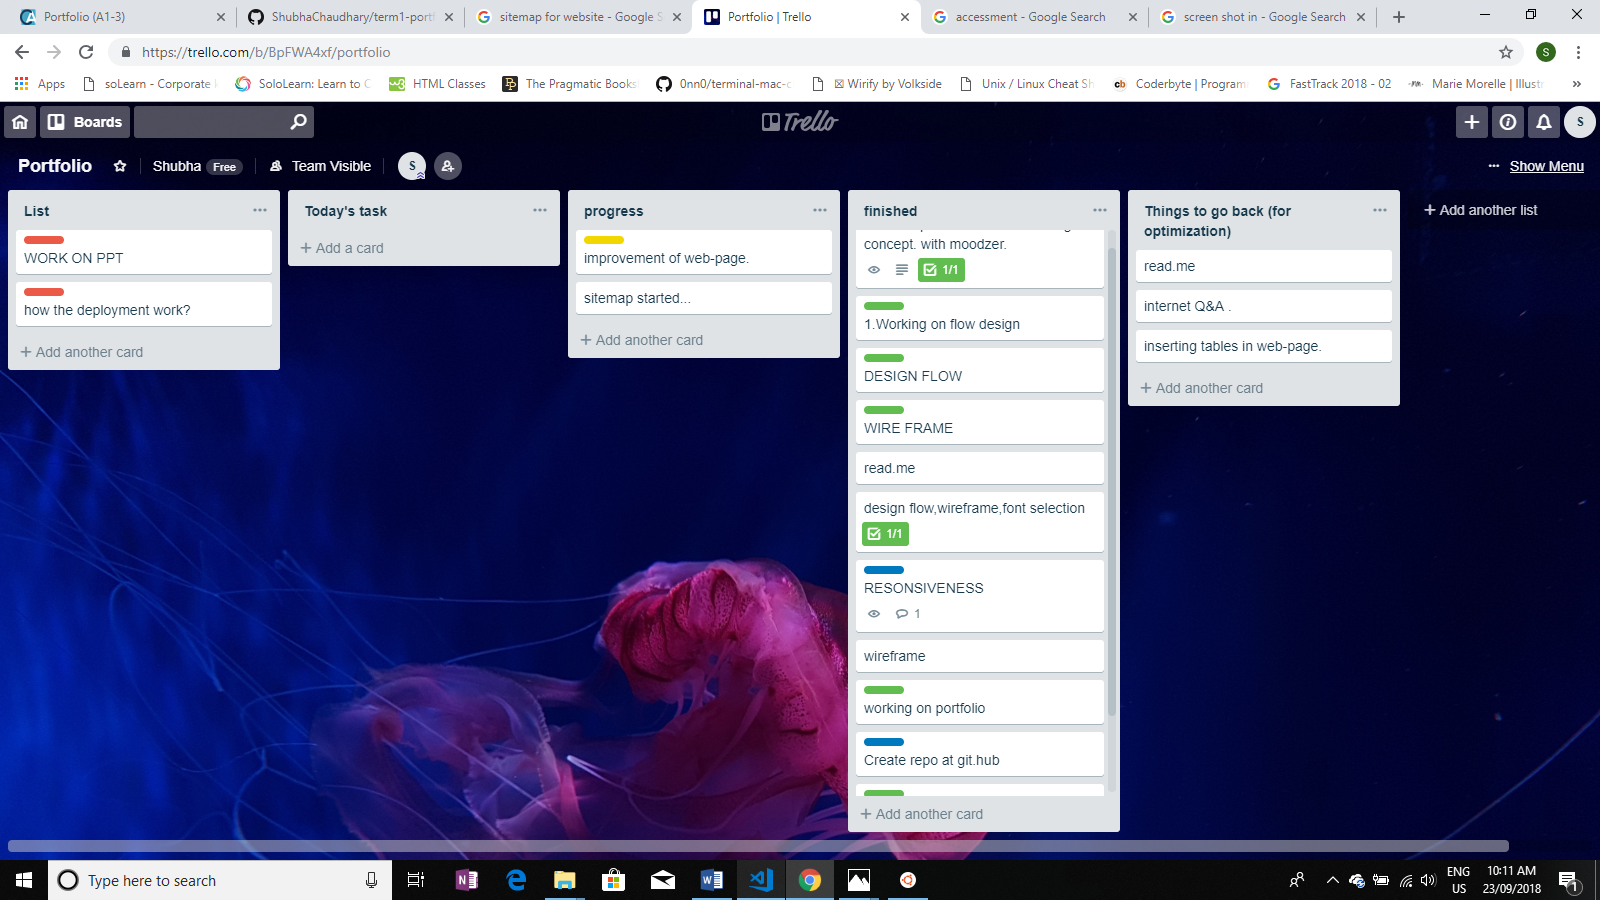 Portfolio (A1-3)
ShubhaChaudhary/term1-portf
sitemap for website - Google S
Portfolio | Trello
accessment - Google Search
screen shot in - Google Search
https://trello.com/b/BpFWA4xf/portfolio
S
Apps
soLearn - Corporate
SoloLearn: Learn to C
HTML Classes
The Pragmatic Books
0nn0/terminal-mac-c
Wirify by Volkside
Unix / Linux Cheat Sh
Coderbyte | Program
FastTrack 2018 - 02
Marie Morelle | Illustr
»
Boards
Trello
S
Portfolio
Shubha Free
Team Visible
S
Show Menu
List
WORK ON PPT
how the deployment work?
+ Add another card
Today's task
+ Add a card
progress
improvement of web-page.
sitemap started...
+ Add another card
finished
concept. with moodzer.
1/1
1.Working on flow design
DESIGN FLOW
WIRE FRAME
read.me
design flow,wireframe,font selection
1/1
RESONSIVENESS
1
wireframe
working on portfolio
Create repo at git.hub
+ Add another card
Things to go back (for
optimization)
read.me
internet Q&A .
inserting tables in web-page.
+ Add another card
+ Add another list
Type here to search
ENG
US
10:11 AM
23/09/2018
1